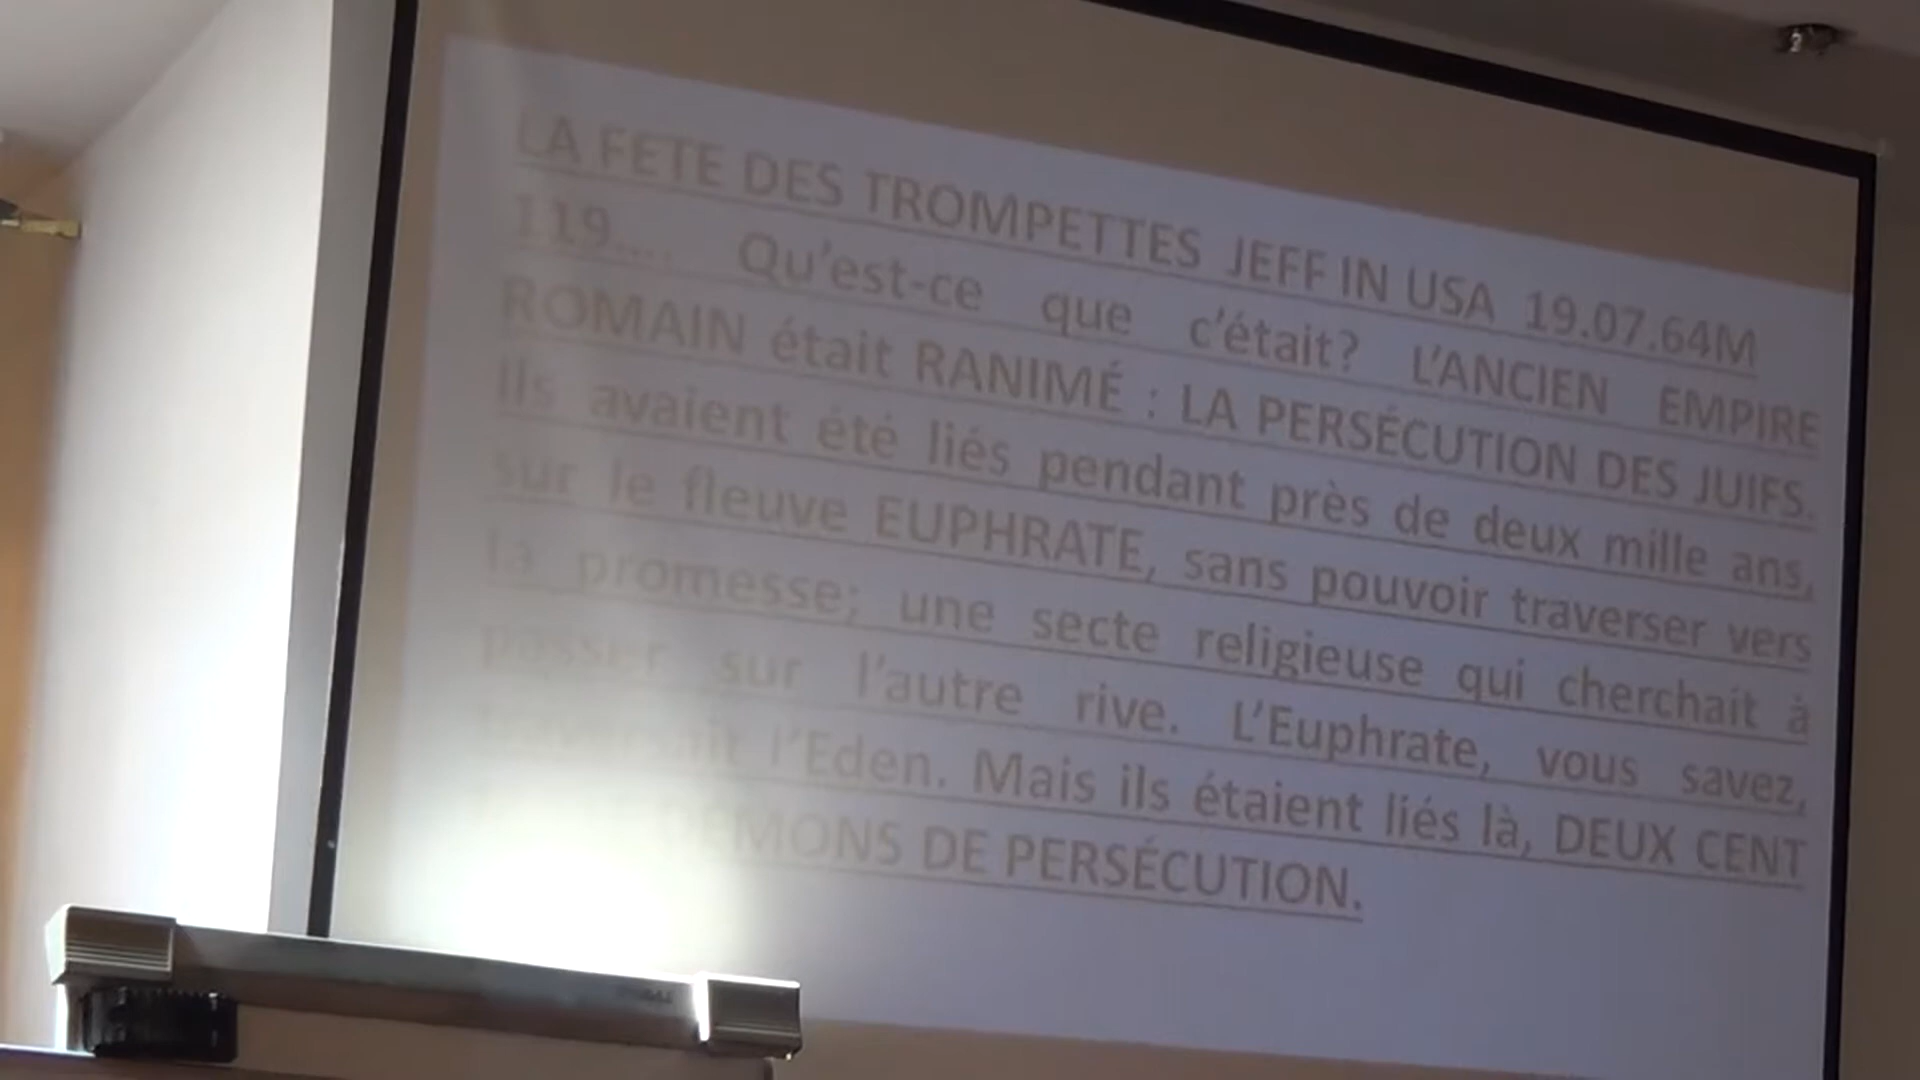 LA FETE DES TROMPETTES JEFF IN USA 19.07.64M
119.... Qu'est-ce que c'était? L'ANCIEN EMPIRE
ROMAIN était RANIMÉ : LA PERSÉCUTION DES JUIFS.
Ils avaient été liés pendant près de deux mille ans,
sur le fleuve EUPHRATE, sans pouvoir traverser vers
la promesse; une secte religieuse qui cherchait à
passer sur l'autre rive. L'Euphrate, vous savez,
l'Eden. Mais ils étaient liés là, DEUX CENT
DÉMONS DE PERSÉCUTION.